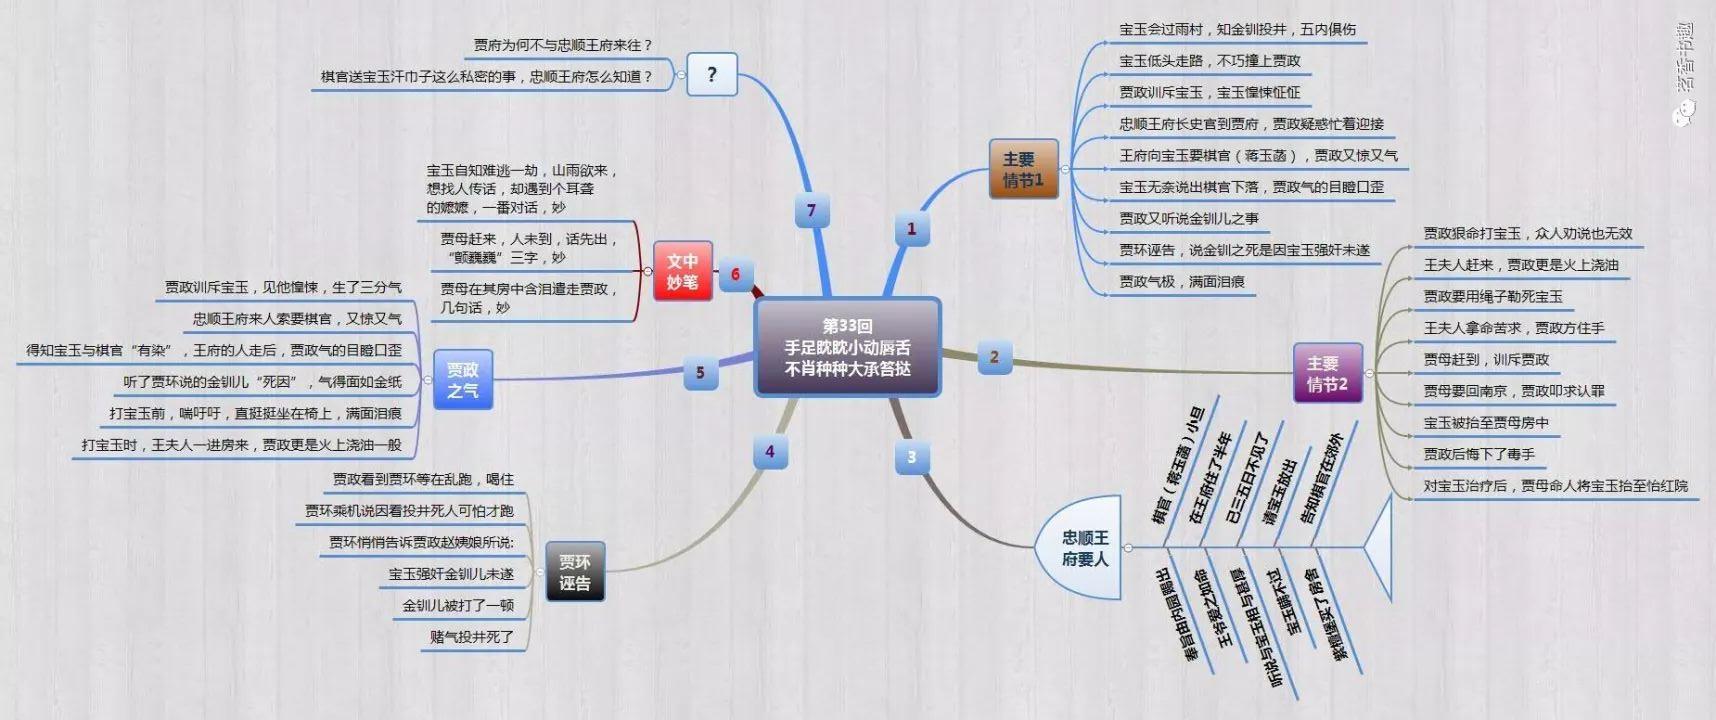 第33回
手足眈眈小动唇舌
不肖种种大承笞挞
1
主要
情节1
宝玉会过雨村，知金钏投井，五内俱伤
宝玉低头走路，不巧撞上贾政
贾政训斥宝玉，宝玉惶悚怔怔
忠顺王府长史官到贾府，贾政疑惑忙着迎接
王府向宝玉要棋官（蒋玉菡），贾政又惊又气
宝玉无奈说出棋官下落，贾政气的目瞪口歪
贾政又听说金钏儿之事
贾环诬告，说金钏之死是因宝玉强奸未遂
贾政气极，满面泪痕
2
主要
情节2
贾政狠命打宝玉，众人劝说也无效
王夫人赶来，贾政更是火上浇油
贾政要用绳子勒死宝玉
王夫人拿命苦求，贾政方住手
贾母赶到，训斥贾政
贾母要回南京，贾政叩求认罪
宝玉被抬至贾母房中
贾政后悔下了毒手
对宝玉治疗后，贾母命人将宝玉抬至怡红院
3
忠顺王
府要人
棋官（蒋玉菡）小旦
在王府住了半年
已三五日不见了
请宝玉放出
告知棋官在郊外
奉旨由内园赐出
王爷爱之如命
听说与宝玉相与甚厚
宝玉瞒不过
紫檀堡买了房舍
4
贾环
诬告
贾政看到贾环等在乱跑，喝住
贾环乘机说因看投井死人可怕才跑
贾环悄悄告诉贾政赵姨娘所说:
宝玉强奸金钏儿未遂
金钏儿被打了一顿
赌气投井死了
5
贾政
之气
贾政训斥宝玉，见他惶悚，生了三分气
忠顺王府来人索要棋官，又惊又气
得知宝玉与棋官“有染”，王府的人走后，贾政气的目瞪口歪
听了贾环说的金钏儿“死因”，气得面如金纸
打宝玉前，喘吁吁，直挺挺坐在椅上，满面泪痕
打宝玉时，王夫人一进房来，贾政更是火上浇油一般
6
文中
妙笔
宝玉自知难逃一劫，山雨欲来，
想找人传话，却遇到个耳聋
的嬷嬷，一番对话，妙
贾母赶来，人未到，话先出，
“颤巍巍”三字，妙
贾母在其房中含泪遣走贾政，
几句话，妙
7
？
贾府为何不与忠顺王府来往？
棋官送宝玉汗巾子这么私密的事，忠顺王府怎么知道？
茗香书趣